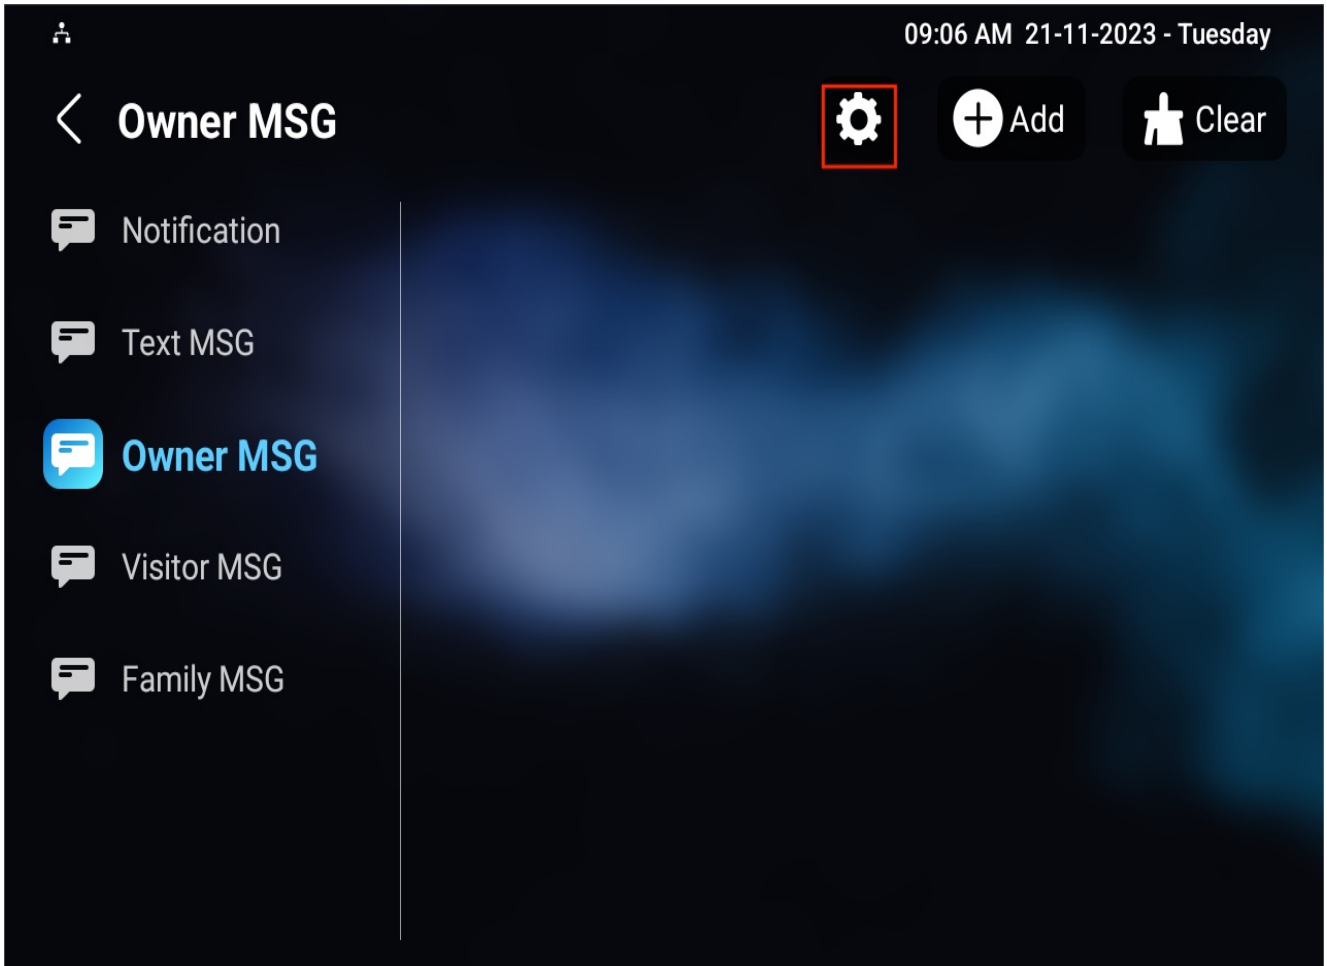 09:06 AM 21-11-2023 - Tuesday
Owner MSG
Add
Clear
Notification
Text MSG
Owner MSG
Visitor MSG
Family MSG